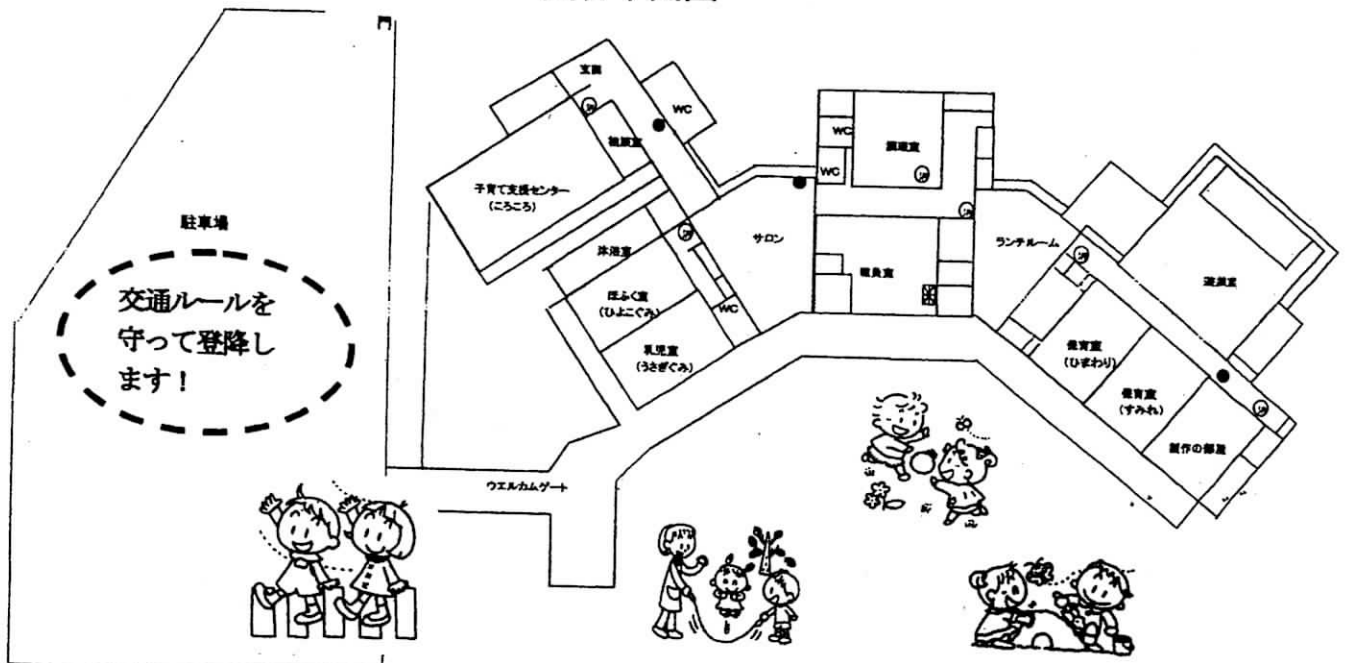 門
玄関
WC
相談室
子育て支援センター
(ころころ)
駐車場
沐浴室
ほふく室
(ひよこぐみ)
WC
乳児室
(うさぎぐみ)
サロン
WC
WC
調理室
職員室
ランチルーム
遊戯室
保育室
(ひまわり)
保育室
(すみれ)
製作の部屋
交通ルールを
守って登降し
ます!
ウエルカムゲート